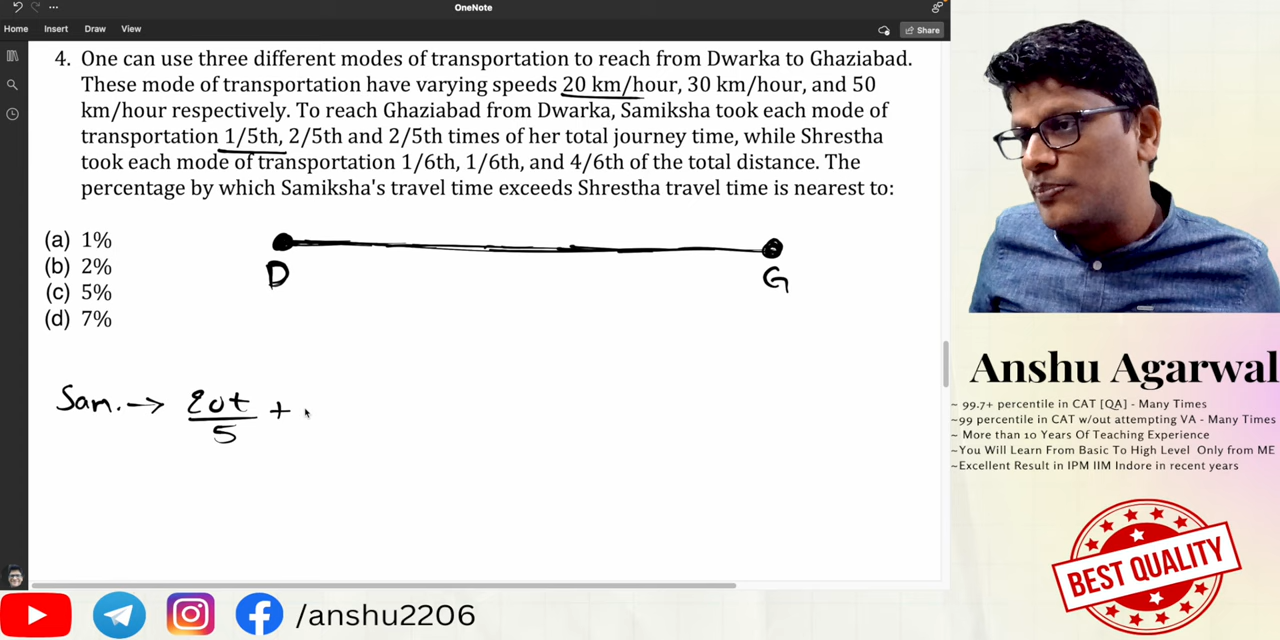 OneNote
Home Insert Draw View
Share
4. One can use three different modes of transportation to reach from Dwarka to Ghaziabad.
These mode of transportation have varying speeds 20 km/hour, 30 km/hour, and 50
km/hour respectively. To reach Ghaziabad from Dwarka, Samiksha took each mode of
transportation 1/5th, 2/5th and 2/5th times of her total journey time, while Shrestha
took each mode of transportation 1/6th, 1/6th, and 4/6th of the total distance. The
percentage by which Samiksha's travel time exceeds Shrestha travel time is nearest to:
(a) 1%
(b) 2%
(c) 5%
(d) 7%
D G
Sam. → 20t/5 +
Anshu Agarwal
~ 99.7+ percentile in CAT [QA] - Many Times
~99 percentile in CAT w/out attempting VA - Many Times
~ More than 10 Years Of Teaching Experience
~You Will Learn From Basic To High Level Only from ME
~Excellent Result in IPM IIM Indore in recent years
BEST QUALITY
/anshu2206